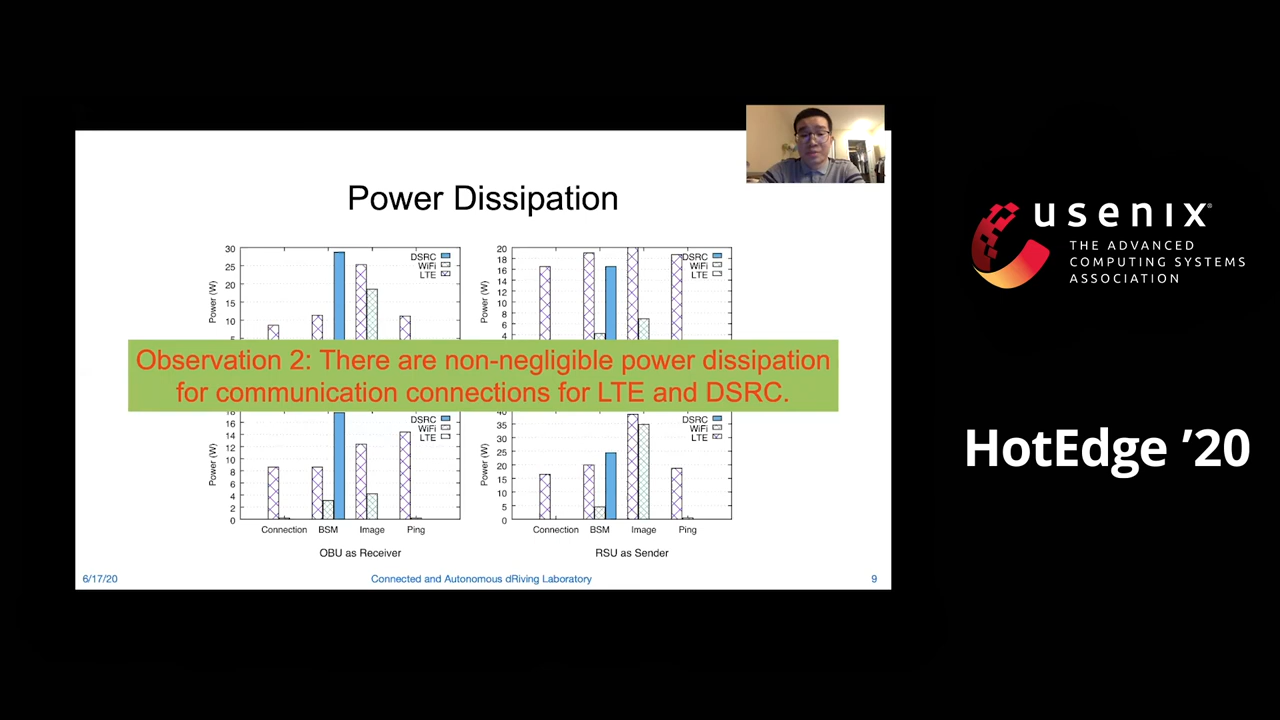 Power Dissipation
30
25
20
15
10
5
Power (W)
DSRC
WiFi
LTE
20
18
16
14
12
10
8
6
4
Power (W)
DSRC
WiFi
LTE
Observation 2: There are non-negligible power dissipation
for communication connections for LTE and DSRC.
18
16
14
12
10
8
6
4
2
0
Power (W)
DSRC
WiFi
LTE
Connection BSM Image Ping
OBU as Receiver
40
35
30
25
20
15
10
5
0
Power (W)
DSRC
WiFi
LTE
Connection BSM Image Ping
RSU as Sender
6/17/20
Connected and Autonomous dRiving Laboratory
9
usenix®
THE ADVANCED
COMPUTING SYSTEMS
ASSOCIATION
HotEdge ’20